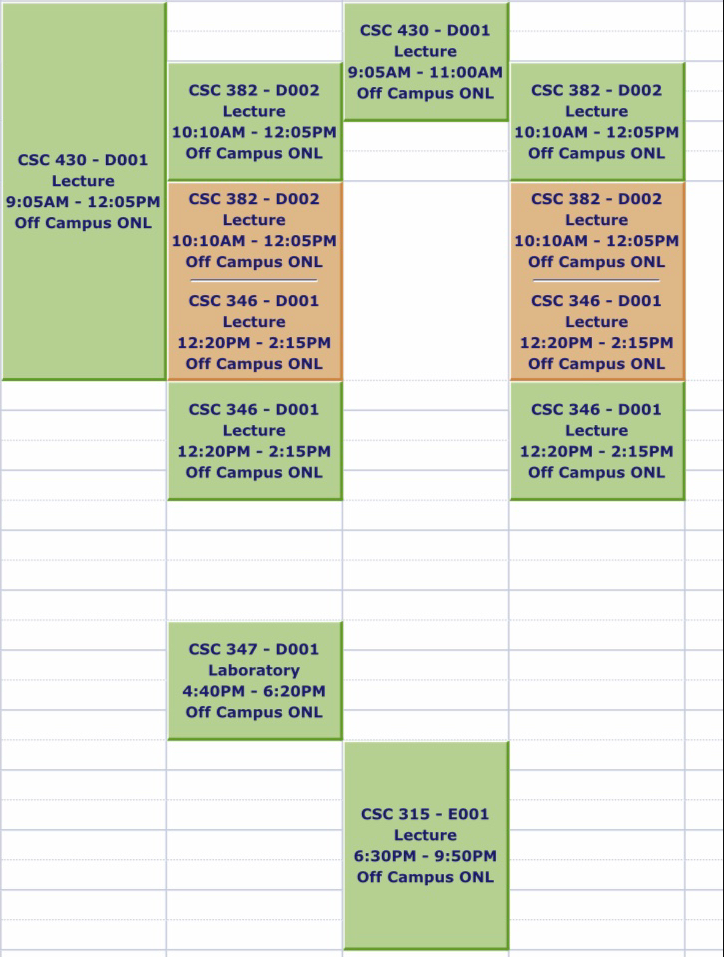 CSC 430 - D001
Lecture
9:05AM - 12:05PM
Off Campus ONL
CSC 382 - D002
Lecture
10:10AM - 12:05PM
Off Campus ONL
CSC 382 - D002
Lecture
10:10AM - 12:05PM
Off Campus ONL
CSC 346 - D001
Lecture
12:20PM - 2:15PM
Off Campus ONL
CSC 346 - D001
Lecture
12:20PM - 2:15PM
Off Campus ONL
CSC 347 - D001
Laboratory
4:40PM - 6:20PM
Off Campus ONL
CSC 430 - D001
Lecture
9:05AM - 11:00AM
Off Campus ONL
CSC 315 - E001
Lecture
6:30PM - 9:50PM
Off Campus ONL
CSC 382 - D002
Lecture
10:10AM - 12:05PM
Off Campus ONL
CSC 382 - D002
Lecture
10:10AM - 12:05PM
Off Campus ONL
CSC 346 - D001
Lecture
12:20PM - 2:15PM
Off Campus ONL
CSC 346 - D001
Lecture
12:20PM - 2:15PM
Off Campus ONL